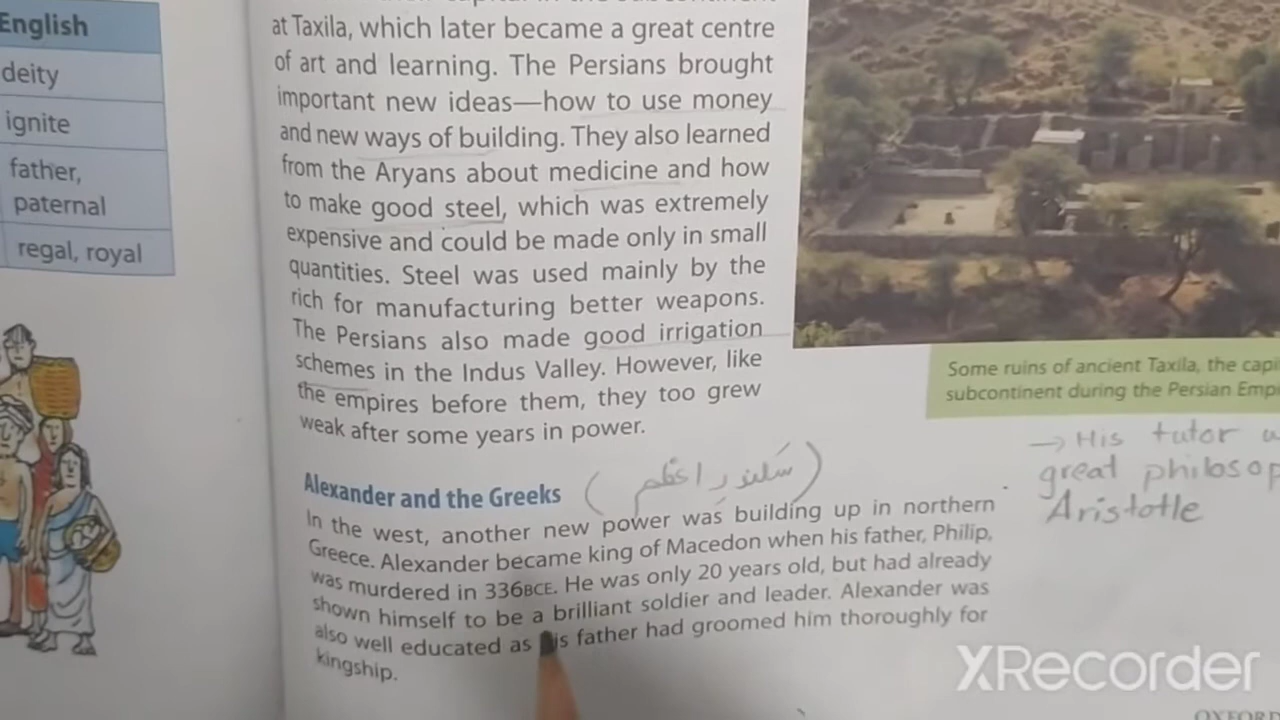 English
deity
ignite
father,
paternal
regal, royal
at Taxila, which later became a great centre
of art and learning. The Persians brought
important new ideas—how to use money
and new ways of building. They also learned
from the Aryans about medicine and how
to make good steel, which was extremely
expensive and could be made only in small
quantities. Steel was used mainly by the
rich for manufacturing better weapons.
The Persians also made good irrigation
schemes in the Indus Valley. However, like
the empires before them, they too grew
weak after some years in power.
Some ruins of ancient Taxila, the
subcontinent during the Persian
→ His tutor
great
Aristotle
Alexander and the Greeks (سکندر اعظم)
In the west, another new power was building up in northern
Greece. Alexander became king of Macedon when his father, Philip,
was murdered in 336BCE. He was only 20 years old, but had already
shown himself to be a brilliant soldier and leader. Alexander was
also well educated as his father had groomed him thoroughly for
kingship.
XRecorder
OXFORD